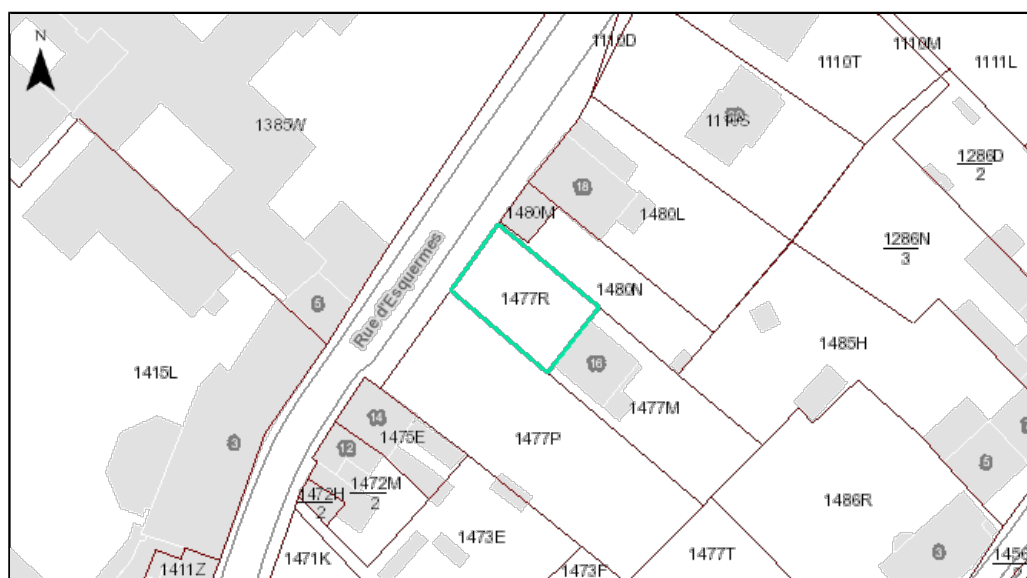 N
1110D
1110M
1110T
1111L
1385W
1110S
1286D
2
18
1480M
1480L
1286N
3
Rue d'Esquermes
1477R
1480N
5
1485H
1415L
16
1477M
14
1475E
1477P
3
12
1472M
2
1472H
2
5
1486R
1473E
1471K
1477T
3
1411Z
1473F